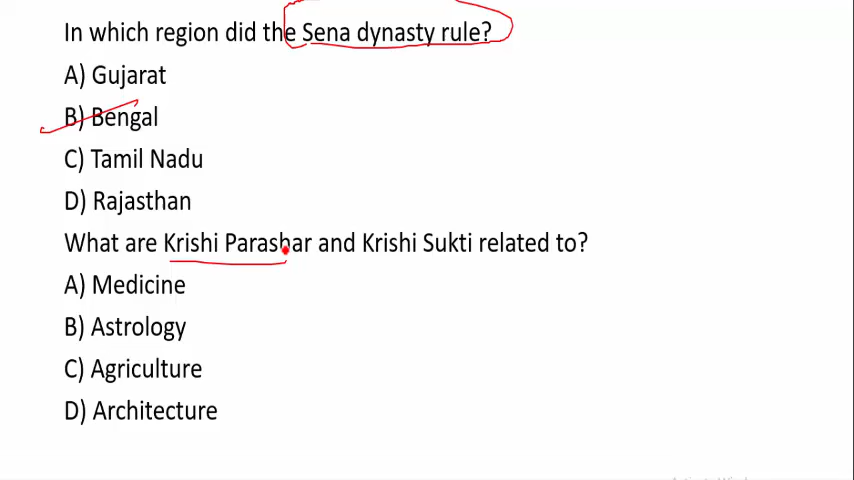 In which region did the Sena dynasty rule?
A) Gujarat
B) Bengal
C) Tamil Nadu
D) Rajasthan
What are Krishi Parashar and Krishi Sukti related to?
A) Medicine
B) Astrology
C) Agriculture
D) Architecture